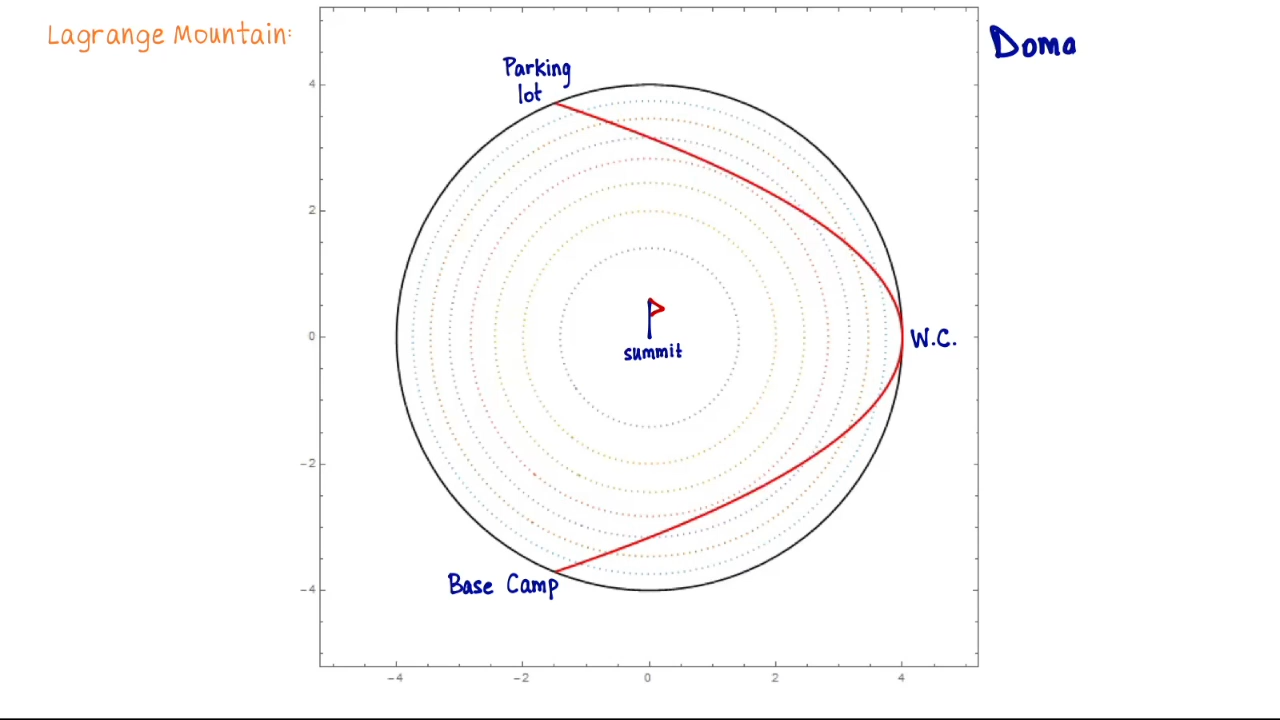 Lagrange Mountain:
Doma
Parking
lot
4
2
0
-2
-4
summit
W.C.
Base Camp
-4
-2
0
2
4